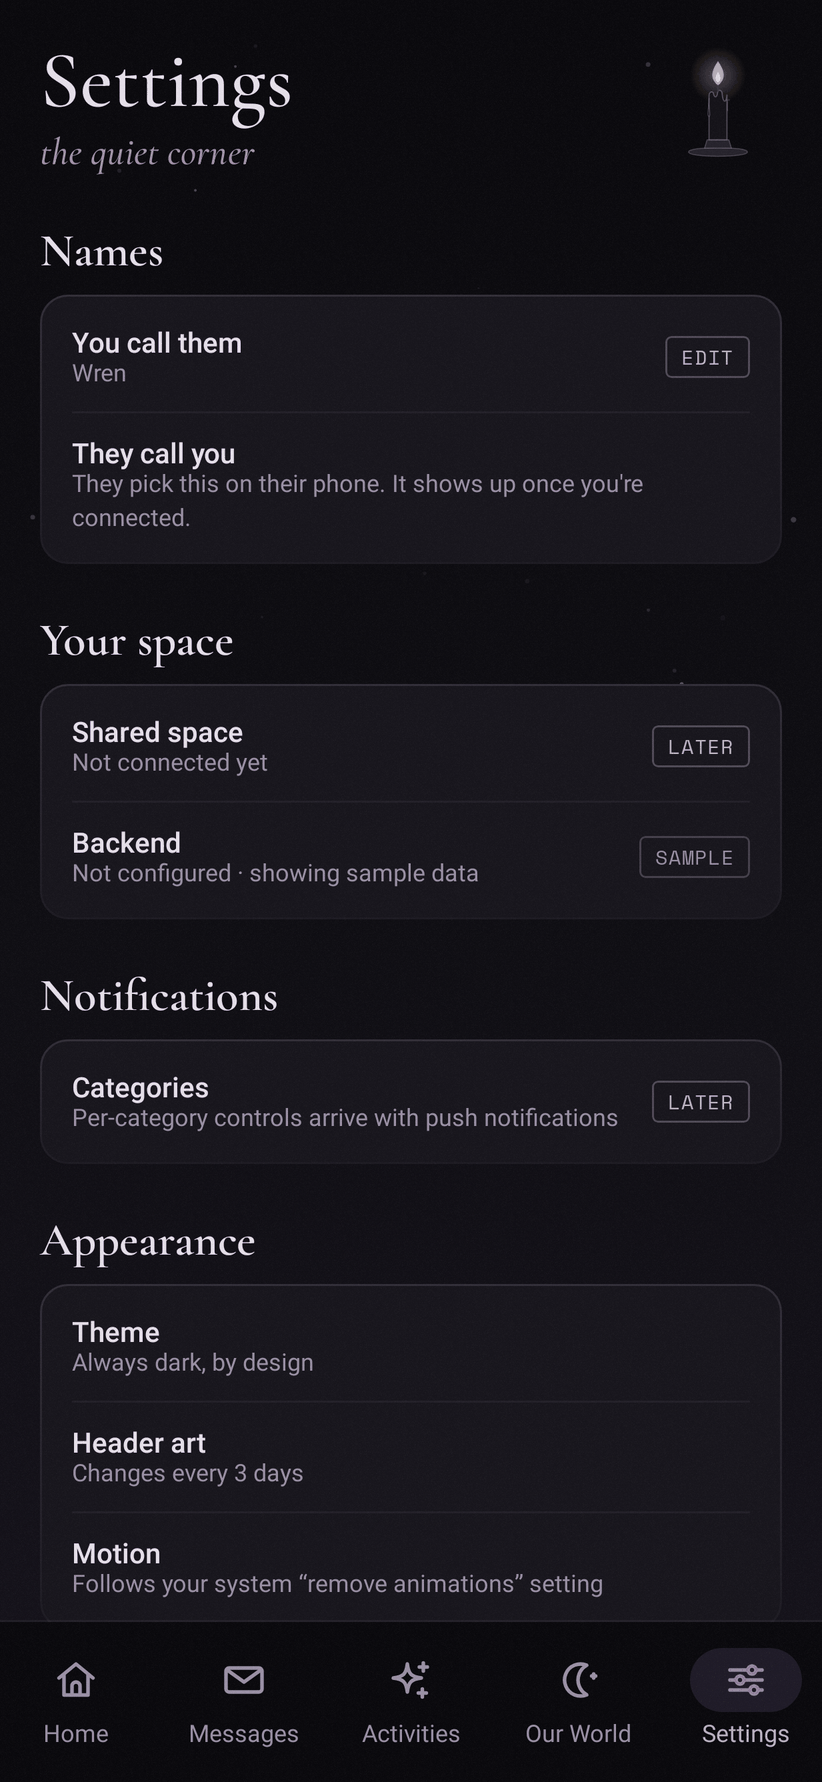 Settings
the quiet corner
Names
You call them
Wren
EDIT
They call you
They pick this on their phone. It shows up once you're
connected.
Your space
Shared space
Not connected yet
LATER
Backend
Not configured · showing sample data
SAMPLE
Notifications
Categories
Per-category controls arrive with push notifications
LATER
Appearance
Theme
Always dark, by design
Header art
Changes every 3 days
Motion
Follows your system “remove animations” setting
Home
Messages
Activities
Our World
Settings